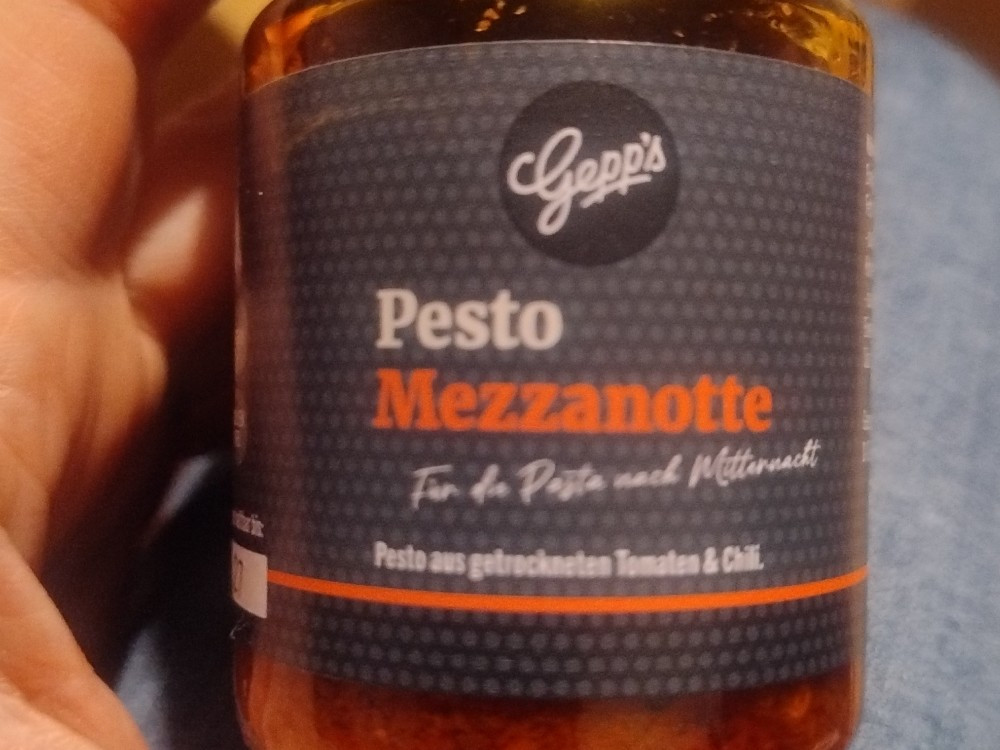 Gepp's
Pesto
Mezzanotte
Für die Pasta nach Mitternacht
Pesto aus getrockneten Tomaten & Chili.